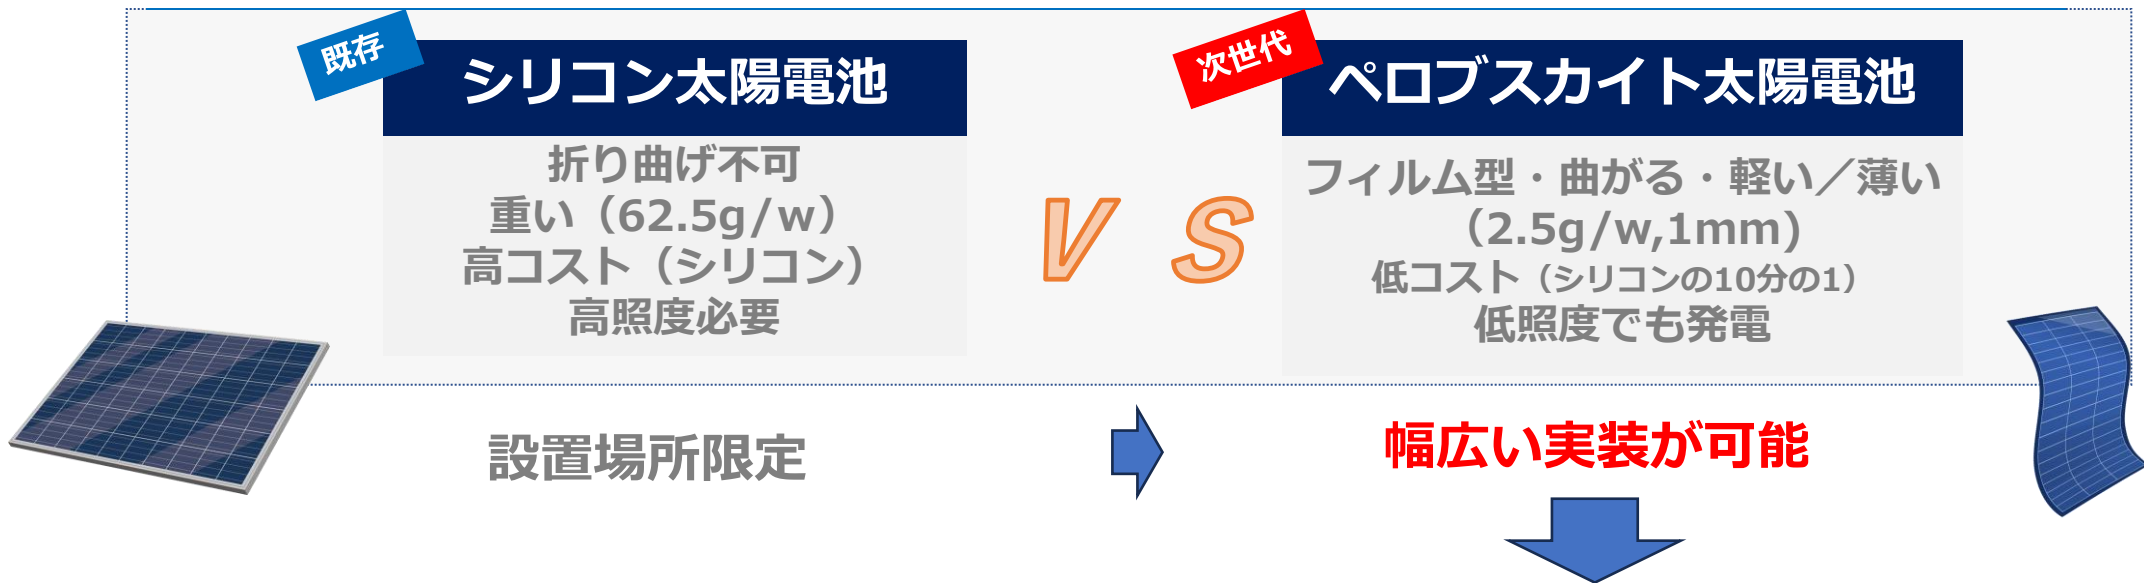 既存
シリコン太陽電池
折り曲げ不可
重い（62.5g/w）
高コスト（シリコン）
高照度必要
設置場所限定
V S
次世代
ペロブスカイト太陽電池
フィルム型・曲がる・軽い／薄い
（2.5g/w,1mm)
低コスト（シリコンの10分の1）
低照度でも発電
幅広い実装が可能